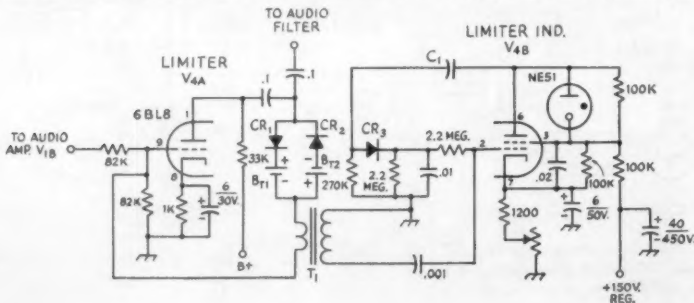 TO AUDIO
FILTER
LIMITER
V4A
6BL8
LIMITER IND.
V4B
C1
NE51
.1
.1
1
9
8
TO AUDIO
AMP. V1B
82K
82K
1K
6/30V.
33K
B+
CR1
CR2
BT1
BT2
T1
270K
CR3
2.2
MEG.
.01
2.2 MEG.
.001
2
6
3
7
.02
100K
100K
100K
1200
6/50V.
40/450V.
+150V.
REG.